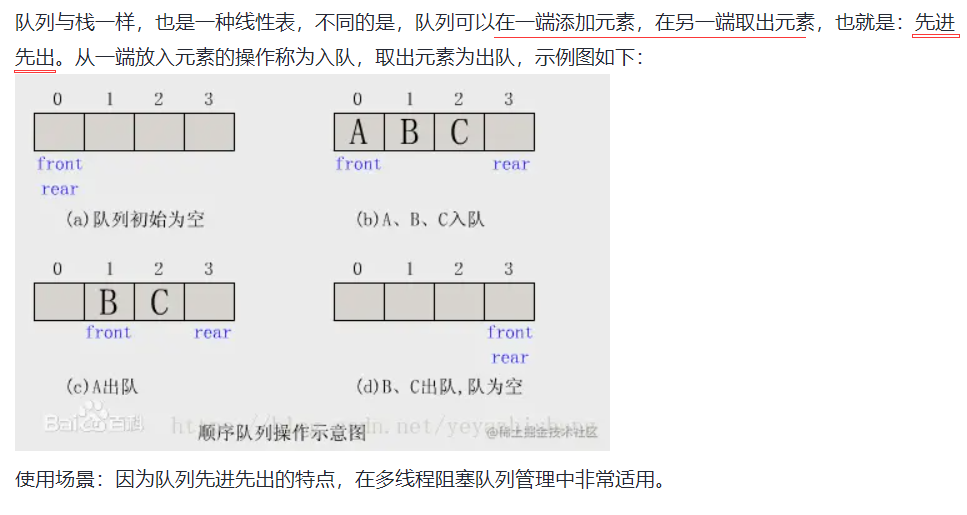 队列与栈一样，也是一种线性表，不同的是，队列可以在一端添加元素，在另一端取出元素，也就是：先进
先出。从一端放入元素的操作称为入队，取出元素为出队，示例图如下：
0 1 2 3
0 1 2 3
A B C
front
rear
front rear
(a)队列初始为空
(b)A、B、C入队
0 1 2 3
0 1 2 3
B C
front rear
front
rear
(c)A出队
(d)B、C出队,队为空
Baidu百科
顺序队列操作示意图
@稀土掘金技术社区
使用场景：因为队列先进先出的特点，在多线程阻塞队列管理中非常适用。